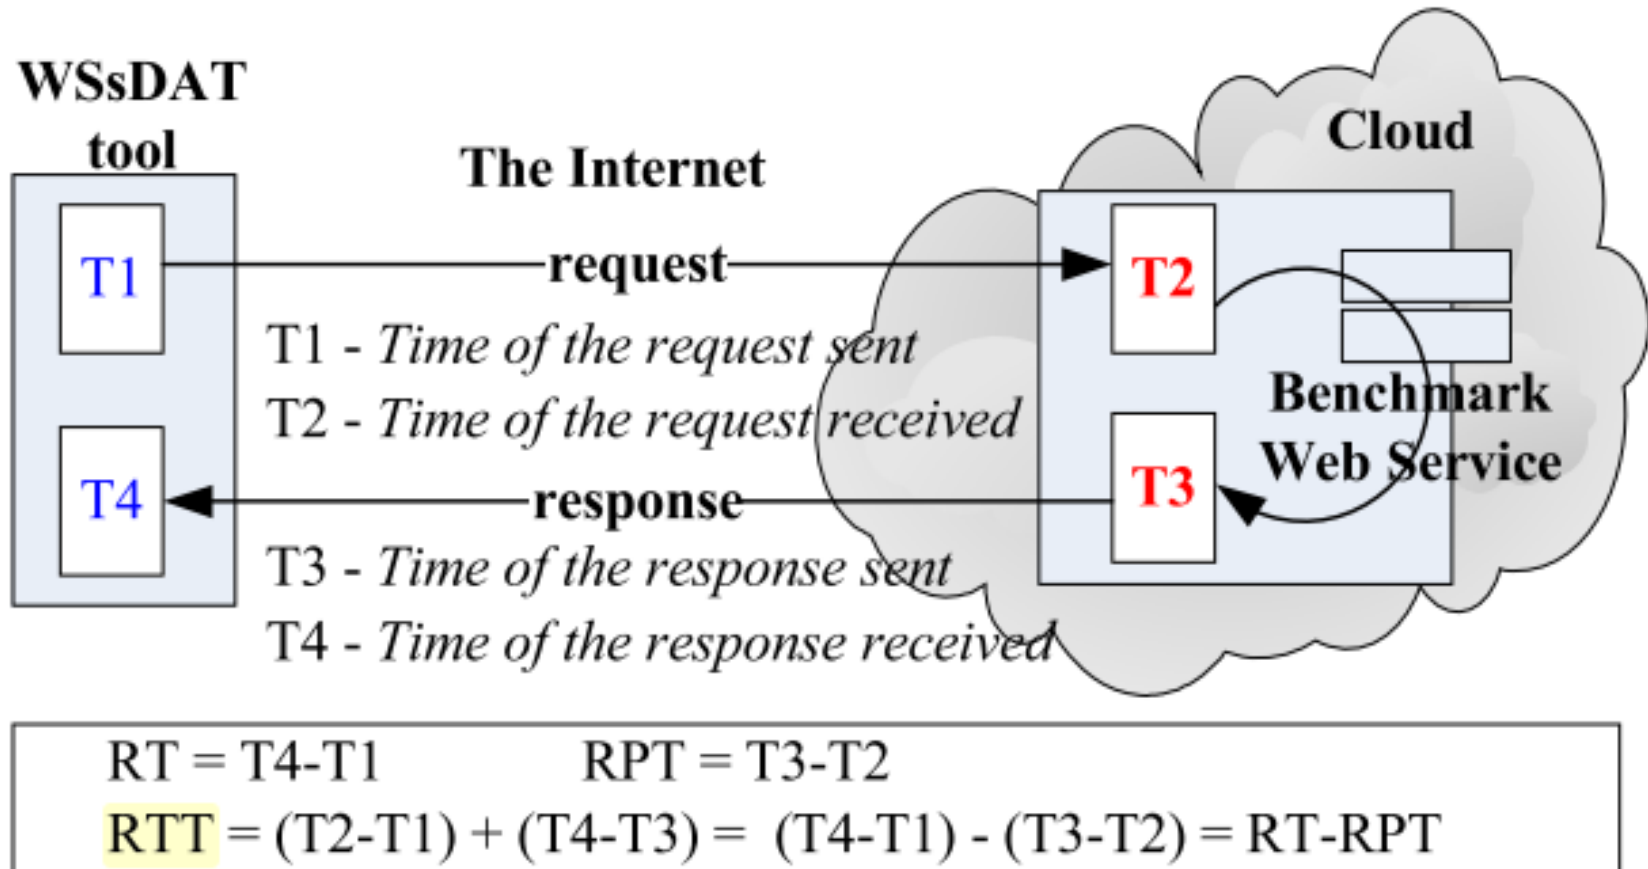 WSsDAT
tool
The Internet
Cloud
T1
request
T2
T1 - Time of the request sent
T2 - Time of the request received
Benchmark
Web Service
T4
response
T3
T3 - Time of the response sent
T4 - Time of the response received
RT = T4-T1 RPT = T3-T2
RTT = (T2-T1) + (T4-T3) = (T4-T1) - (T3-T2) = RT-RPT